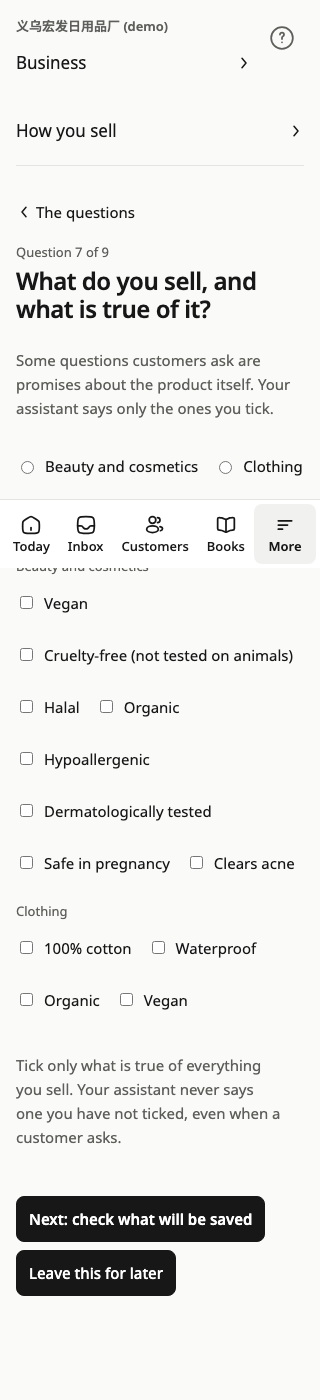 义乌宏发日用品厂 (demo)
Business
How you sell
The questions
Question 7 of 9
What do you sell, and
what is true of it?
Some questions customers ask are
promises about the product itself. Your
assistant says only the ones you tick.
Beauty and cosmetics Clothing
Today Inbox Customers Books More
Beauty and cosmetics
Vegan
Cruelty-free (not tested on animals)
Halal Organic
Hypoallergenic
Dermatologically tested
Safe in pregnancy Clears acne
Clothing
100% cotton Waterproof
Organic Vegan
Tick only what is true of everything
you sell. Your assistant never says
one you have not ticked, even when a
customer asks.
Next: check what will be saved
Leave this for later